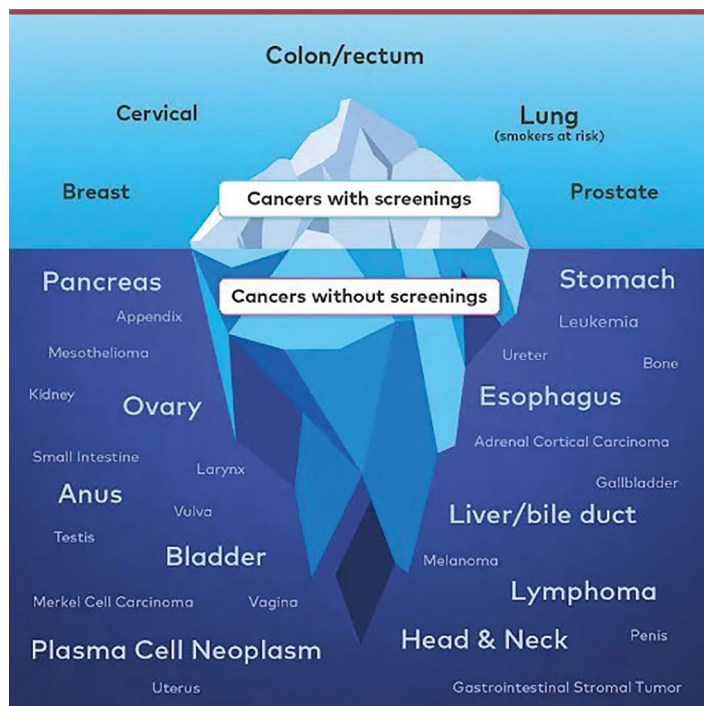 Colon/rectum
Cervical
Lung
(smokers at risk)
Breast
Prostate
Cancers with screenings
Pancreas
Stomach
Cancers without screenings
Appendix
Leukemia
Mesothelioma
Ureter
Bone
Kidney
Ovary
Esophagus
Small Intestine
Adrenal Cortical Carcinoma
Larynx
Gallbladder
Anus
Vulva
Liver/bile duct
Testis
Bladder
Melanoma
Merkel Cell Carcinoma
Vagina
Lymphoma
Plasma Cell Neoplasm
Head & Neck
Penis
Uterus
Gastrointestinal Stromal Tumor